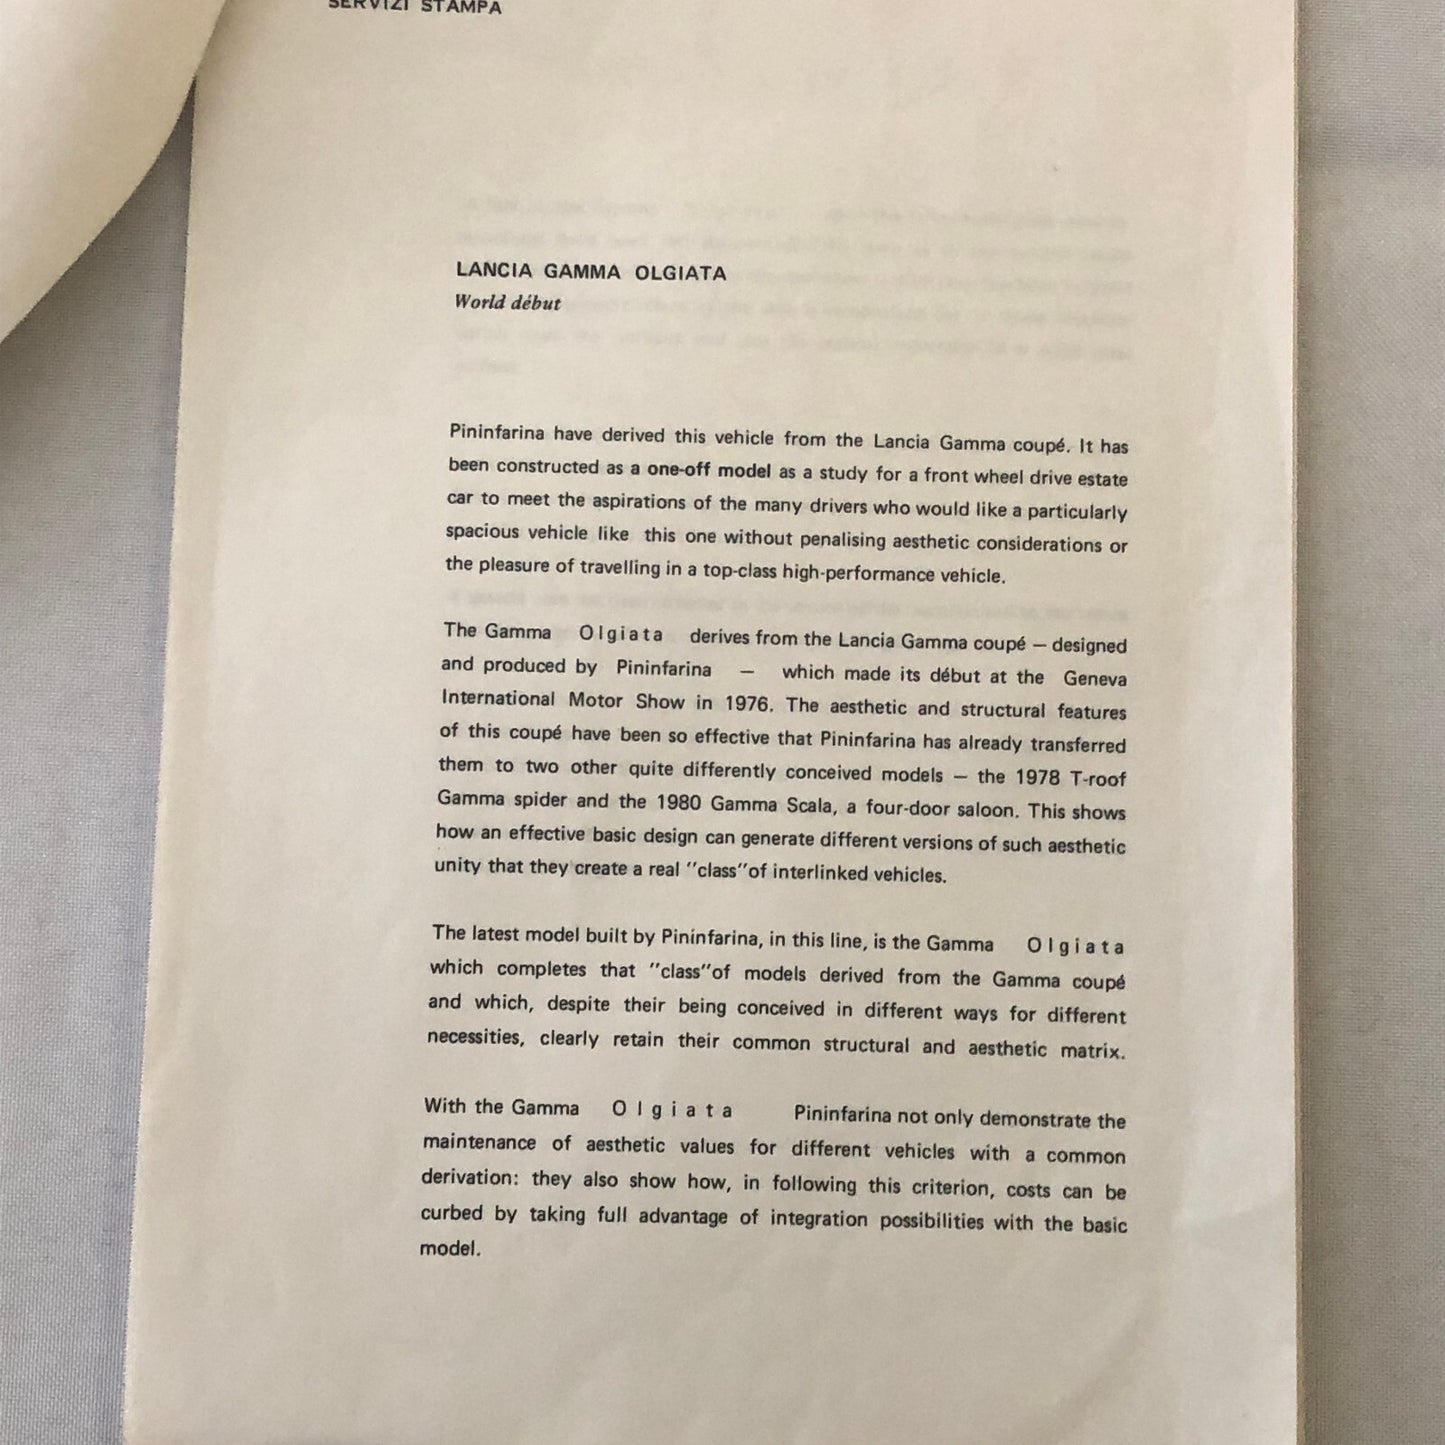 SERVIZI STAMPA
LANCIA GAMMA OLGIATA
World début
Pininfarina have derived this vehicle from the Lancia Gamma coupé. It has
been constructed as a one-off model as a study for a front wheel drive estate
car to meet the aspirations of the many drivers who would like a particularly
spacious vehicle like this one without penalising aesthetic considerations or
the pleasure of travelling in a top-class high-performance vehicle.
The Gamma Olgiata derives from the Lancia Gamma coupé — designed
and produced by Pininfarina — which made its début at the Geneva
International Motor Show in 1976. The aesthetic and structural features
of this coupé have been so effective that Pininfarina has already transferred
them to two other quite differently conceived models — the 1978 T-roof
Gamma spider and the 1980 Gamma Scala, a four-door saloon. This shows
how an effective basic design can generate different versions of such aesthetic
unity that they create a real "class"of interlinked vehicles.
The latest model built by Pininfarina, in this line, is the Gamma Olgiata
which completes that "class"of models derived from the Gamma coupé
and which, despite their being conceived in different ways for different
necessities, clearly retain their common structural and aesthetic matrix.
With the Gamma Olgiata Pininfarina not only demonstrate the
maintenance of aesthetic values for different vehicles with a common
derivation: they also show how, in following this criterion, costs can be
curbed by taking full advantage of integration possibilities with the basic
model.